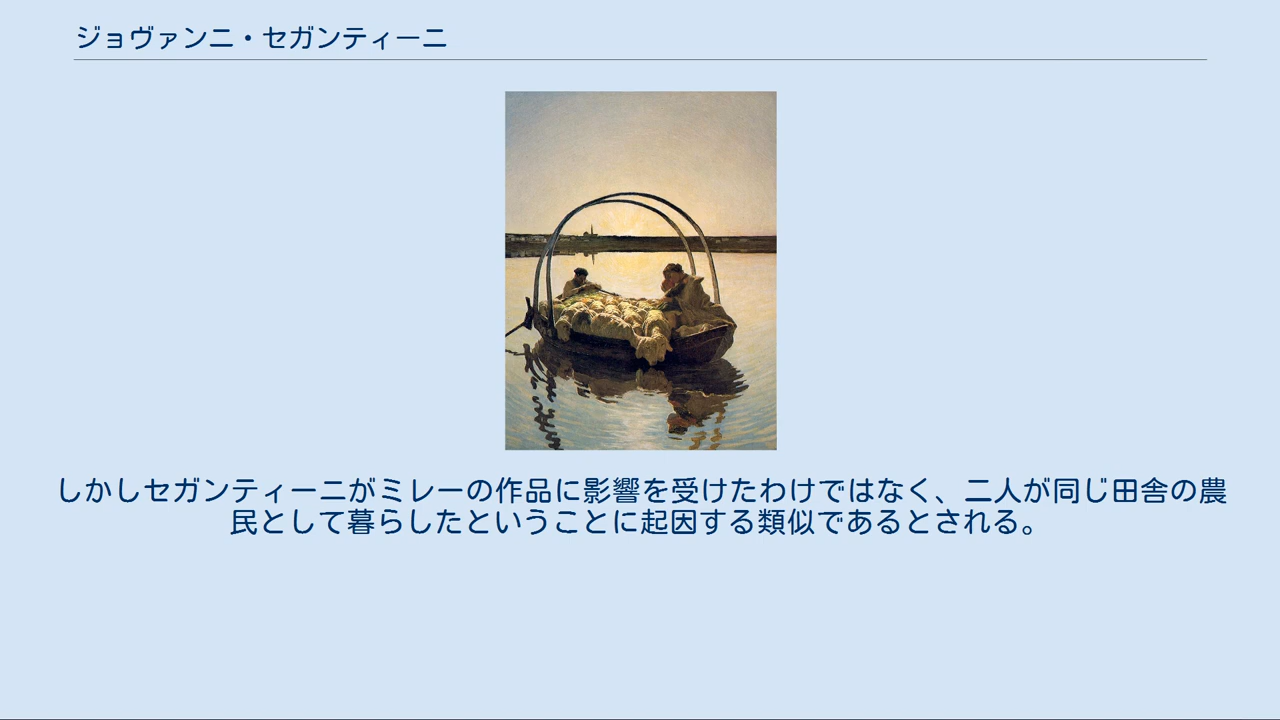 ジョヴァンニ・セガンティーニ
しかしセガンティーニがミレーの作品に影響を受けたわけではなく、二人が同じ田舎の農
民として暮らしたということに起因する類似であるとされる。